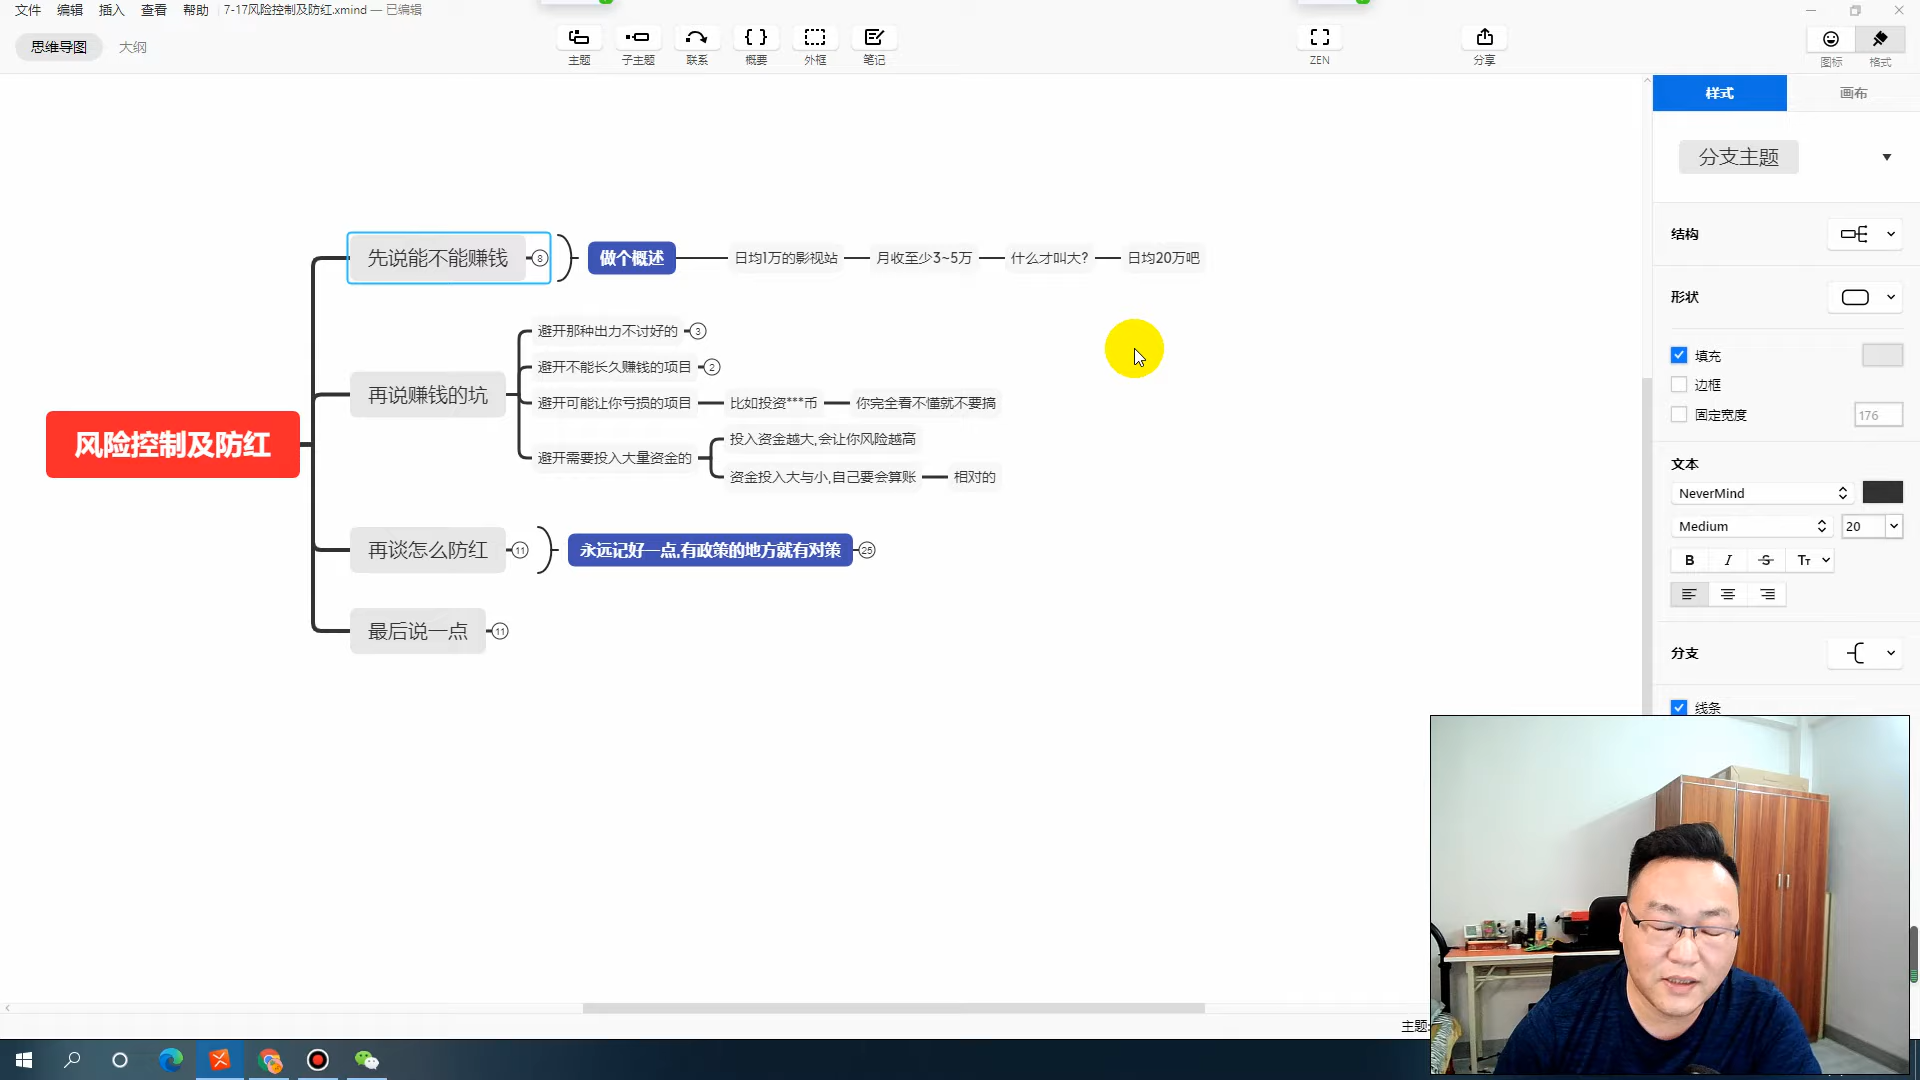 文件 编辑 插入 查看 帮助 7-17风险控制及防红.xmind — 已编辑
思维导图 大纲
主题 子主题 联系 概要 外框 笔记 ZEN 分享 图标 格式
样式 画布
分支主题
结构
形状
填充
边框
固定宽度 176
文本
NeverMind
Medium 20
B I S Tт
分支
线条
先说能不能赚钱 8 做个概述 日均1万的影视站 月收至少3~5万 什么才叫大? 日均20万吧
避开那种出力不讨好的 3
避开不能长久赚钱的项目 2
再说赚钱的坑
避开可能让你亏损的项目 比如投资***币 你完全看不懂就不要搞
投入资金越大,会让你风险越高
风险控制及防红
避开需要投入大量资金的
资金投入大与小,自己要会算账 相对的
再谈怎么防红 11 永远记好一点,有政策的地方就有对策 25
最后说一点 11
主题: